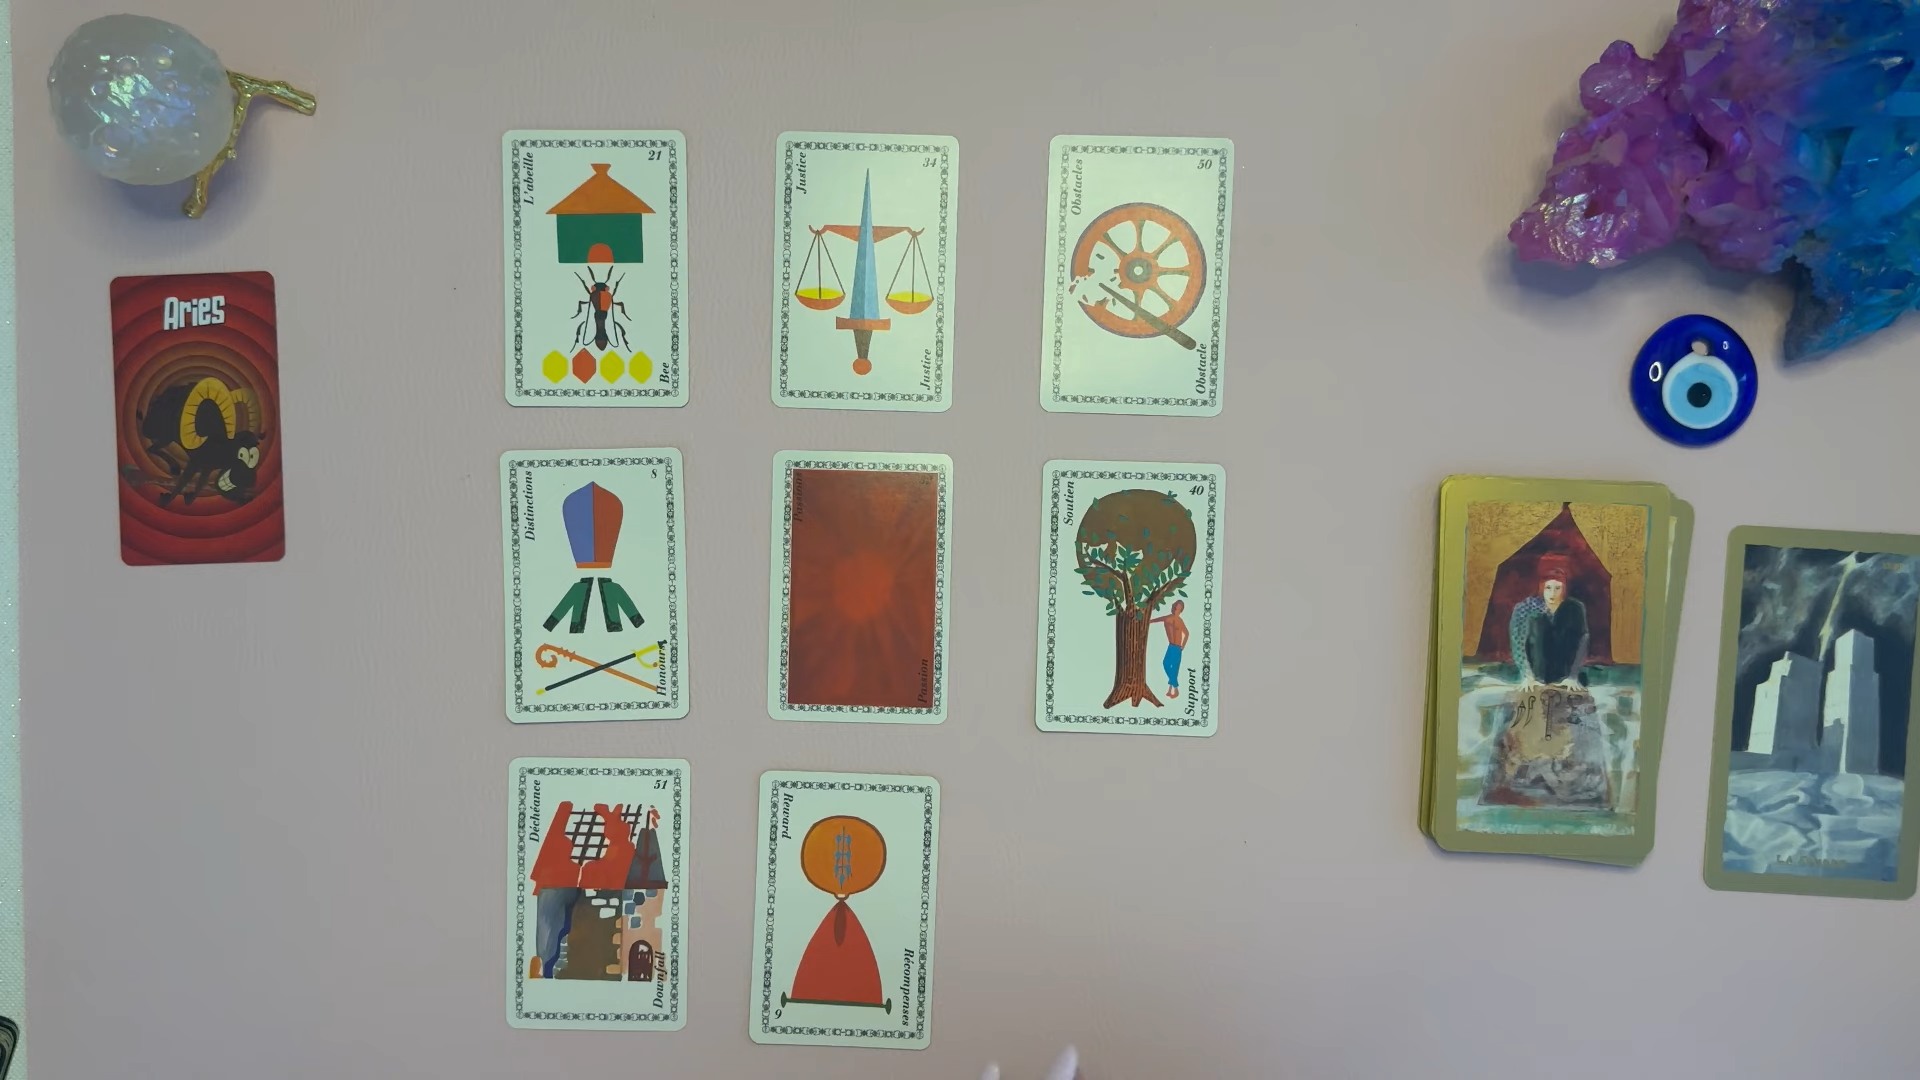 Aries
L'abeille
21
Bee
Justice
34
Justice
Obstacles
50
Obstacle
Distinctions
8
Honours
Passions
Passion
Soutien
40
Support
Déchéance
51
Downfall
Reward
9
Récompenses